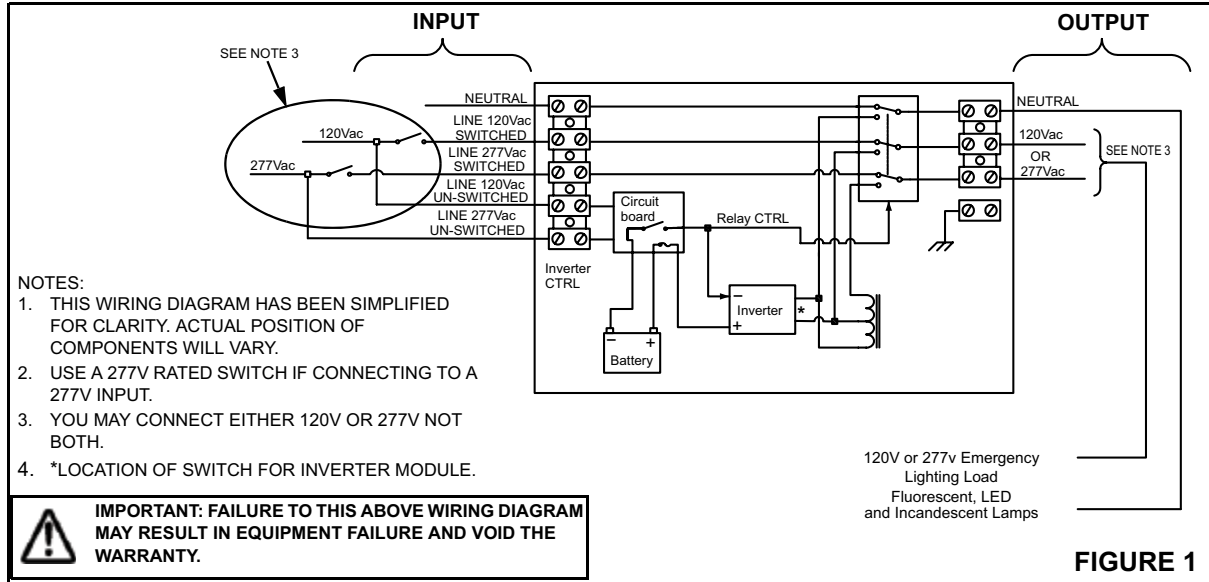 INPUT
OUTPUT
SEE NOTE 3
120Vac
277Vac
NEUTRAL
LINE 120Vac
SWITCHED
LINE 277Vac
SWITCHED
LINE 120Vac
UN-SWITCHED
LINE 277Vac
UN-SWITCHED
Inverter
CTRL
Circuit
board
Relay CTRL
Inverter
*
−
+
− +
Battery
NEUTRAL
120Vac
OR
277Vac
SEE NOTE 3
NOTES:
1. THIS WIRING DIAGRAM HAS BEEN SIMPLIFIED
FOR CLARITY. ACTUAL POSITION OF
COMPONENTS WILL VARY.
2. USE A 277V RATED SWITCH IF CONNECTING TO A
277V INPUT.
3. YOU MAY CONNECT EITHER 120V OR 277V NOT
BOTH.
4. *LOCATION OF SWITCH FOR INVERTER MODULE.
120V or 277v Emergency
Lighting Load
Fluorescent, LED
and Incandescent Lamps
IMPORTANT: FAILURE TO THIS ABOVE WIRING DIAGRAM
MAY RESULT IN EQUIPMENT FAILURE AND VOID THE
WARRANTY.
FIGURE 1